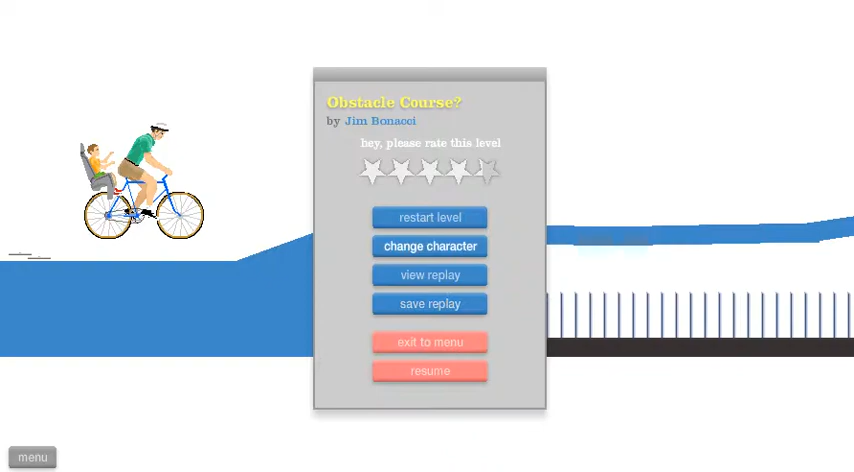 Obstacle Course?
by Jim Bonacci
hey, please rate this level
restart level
change character
view replay
save replay
exit to menu
resume
menu